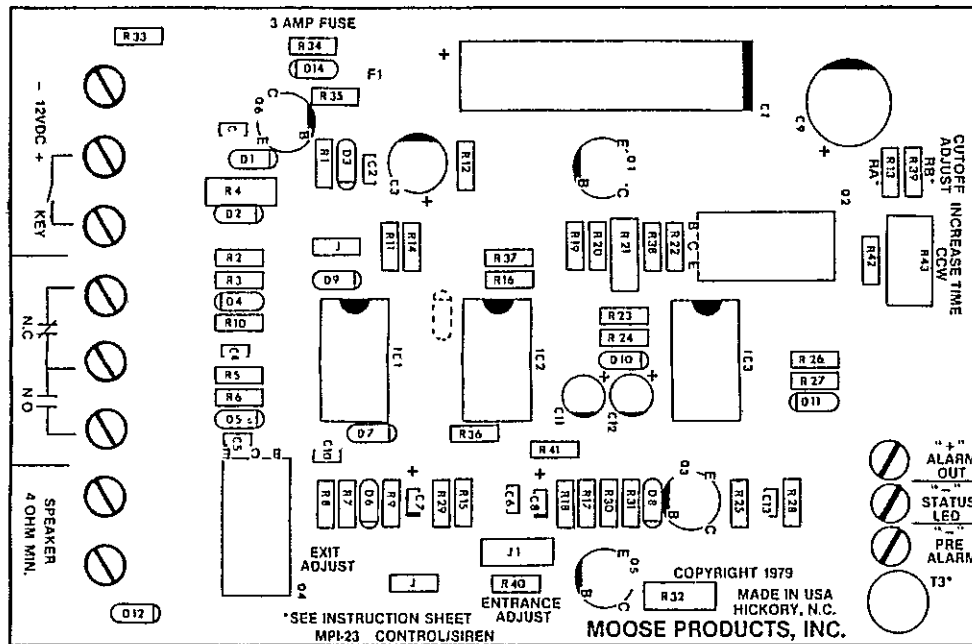 3 AMP FUSE
R33
R34
D14
F1
R35
Q6
C
B
E
C
D1
R1
D3
C2
C3
R12
R4
D2
C7
C9
E
Q1
B
C
R13
R39
RA*
RB*
CUTOFF
ADJUST
INCREASE TIME
CCW
R43
R42
Q2
B C E
- 12VDC +
KEY
N.C
N.O
SPEAKER
4 OHM MIN.
J
R11
R14
R2
R3
D9
D4
R10
R37
R16
R19
R20
R21
R38
R22
R23
R24
D10
IC1
IC2
IC3
R5
R6
D5
C5
D7
R36
C11
C12
R26
R27
D11
R41
E C B
C10
R8
R7
D6
R9
C7
R29
R15
C6
C8
R18
R17
R30
R31
D8
Q3
E
B
C
R25
C13
R28
"+"
ALARM
OUT
"-"
STATUS
LED
"-"
PRE
ALARM
T3*
EXIT
ADJUST
J
J1
R40
ENTRANCE
ADJUST
Q5
E
B
C
R32
Q4
D12
COPYRIGHT 1979
MADE IN USA
HICKORY, N.C.
*SEE INSTRUCTION SHEET
MPI-23 CONTROL/SIREN
MOOSE PRODUCTS, INC.